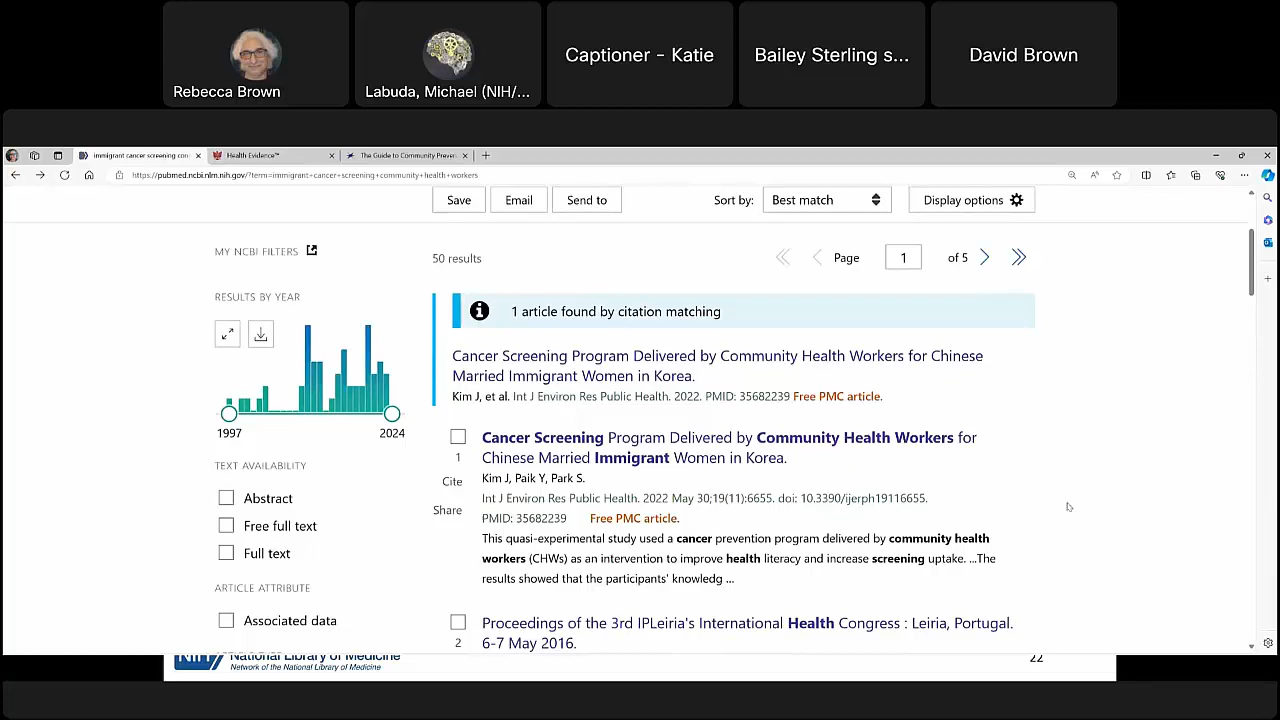 Rebecca Brown
Labuda, Michael (NIH/...
Captioner - Katie
Bailey Sterling s...
David Brown
immigrant cancer screening con
Health Evidence™
The Guide to Community Preven
https://pubmed.ncbi.nlm.nih.gov/?term=immigrant+cancer+screening+community+health+workers
Save
Email
Send to
Sort by:
Best match
Display options
MY NCBI FILTERS
50 results
Page
1
of 5
RESULTS BY YEAR
1997
2024
1 article found by citation matching
Cancer Screening Program Delivered by Community Health Workers for Chinese
Married Immigrant Women in Korea.
Kim J, et al. Int J Environ Res Public Health. 2022. PMID: 35682239 Free PMC article.
Cancer Screening Program Delivered by Community Health Workers for
1
Chinese Married Immigrant Women in Korea.
Cite
Kim J, Paik Y, Park S.
Share
Int J Environ Res Public Health. 2022 May 30;19(11):6655. doi: 10.3390/ijerph19116655.
PMID: 35682239 Free PMC article.
This quasi-experimental study used a cancer prevention program delivered by community health
workers (CHWs) as an intervention to improve health literacy and increase screening uptake. ...The
results showed that the participants' knowledg ...
TEXT AVAILABILITY
Abstract
Free full text
Full text
ARTICLE ATTRIBUTE
Associated data
Proceedings of the 3rd IPLeiria's International Health Congress : Leiria, Portugal.
2
6-7 May 2016.
NIH
National Library of Medicine
Network of the National Library of Medicine
22